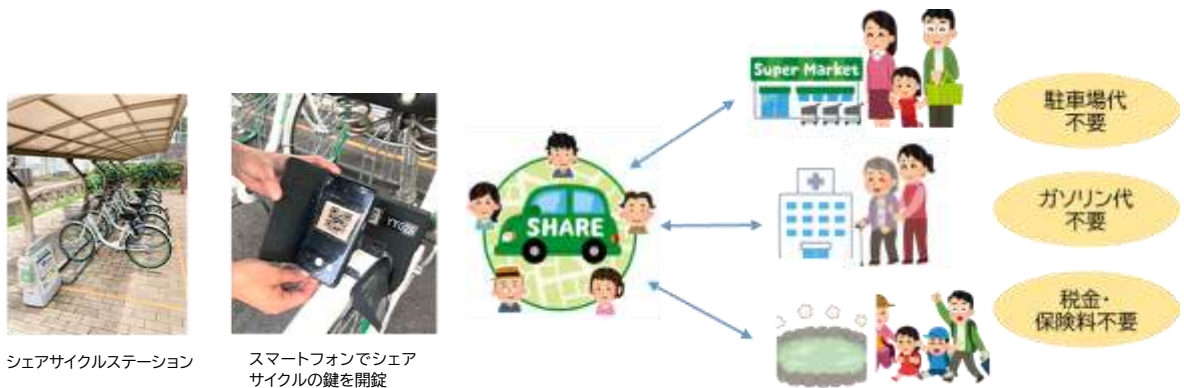 シェアサイクルステーション
スマートフォンでシェア
サイクルの鍵を開錠
SHARE
Super Market
駐車場代
不要
ガソリン代
不要
税金・
保険料不要